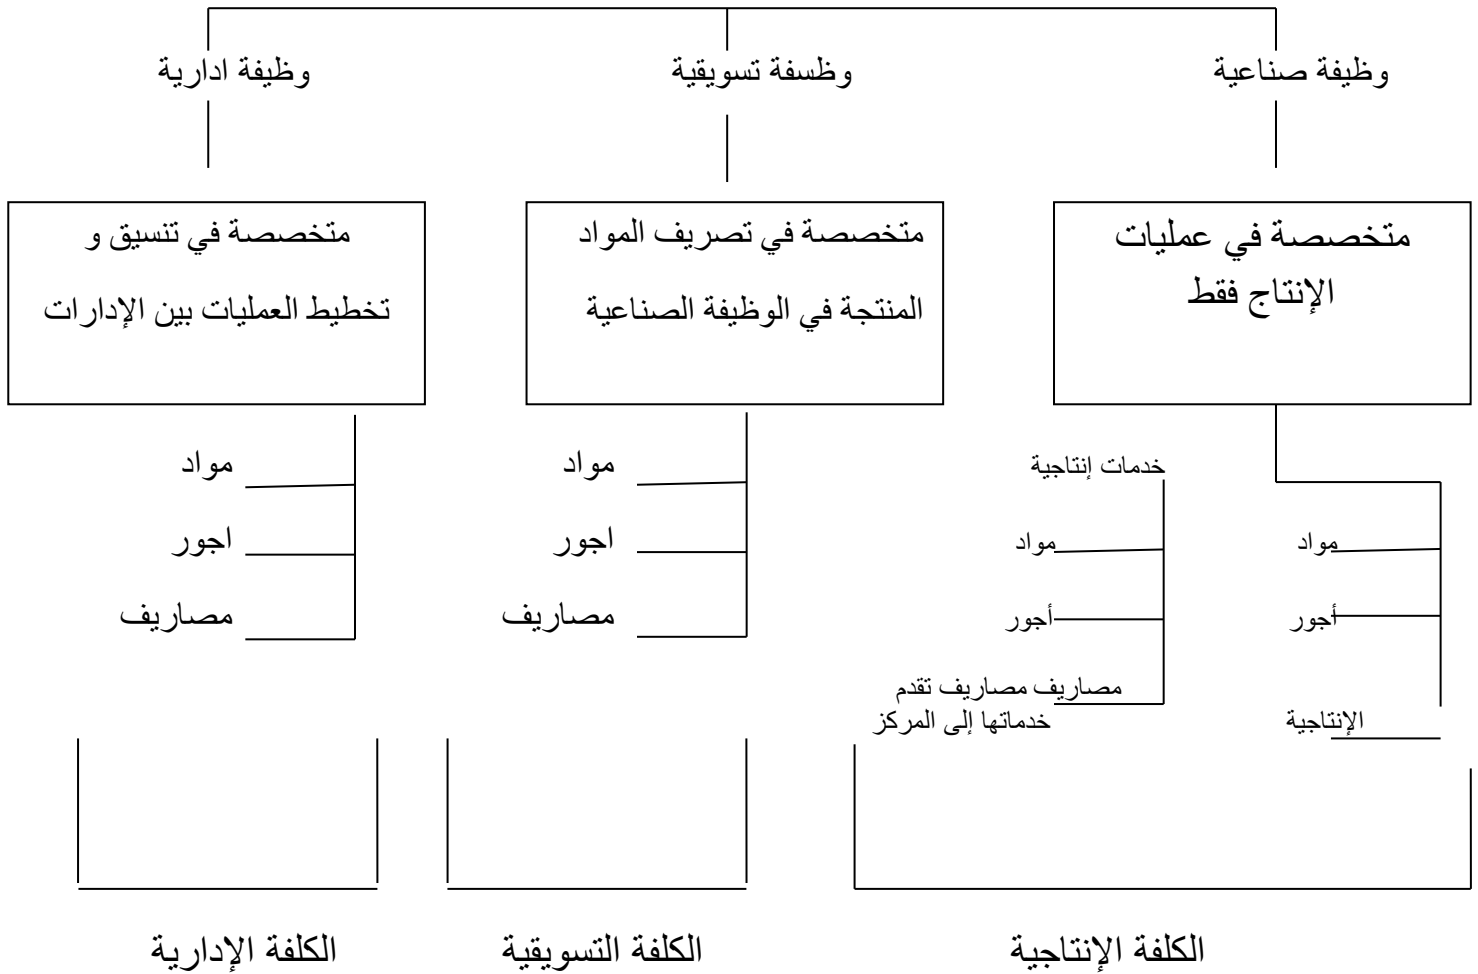 وظيفة صناعية
وظسفة تسويقية
وظيفة ادارية
متخصصة في عمليات
الإنتاج فقط
متخصصة في تصريف المواد
المنتجة في الوظيفة الصناعية
متخصصة في تنسيق و
تخطيط العمليات بين الإدارات
مواد
أجور
الإنتاجية
خدمات إنتاجية
مواد
أجور
مصاريف مصاريف تقدم
خدماتها إلى المركز
مواد
اجور
مصاريف
مواد
اجور
مصاريف
الكلفة الإنتاجية
الكلفة التسويقية
الكلفة الإدارية